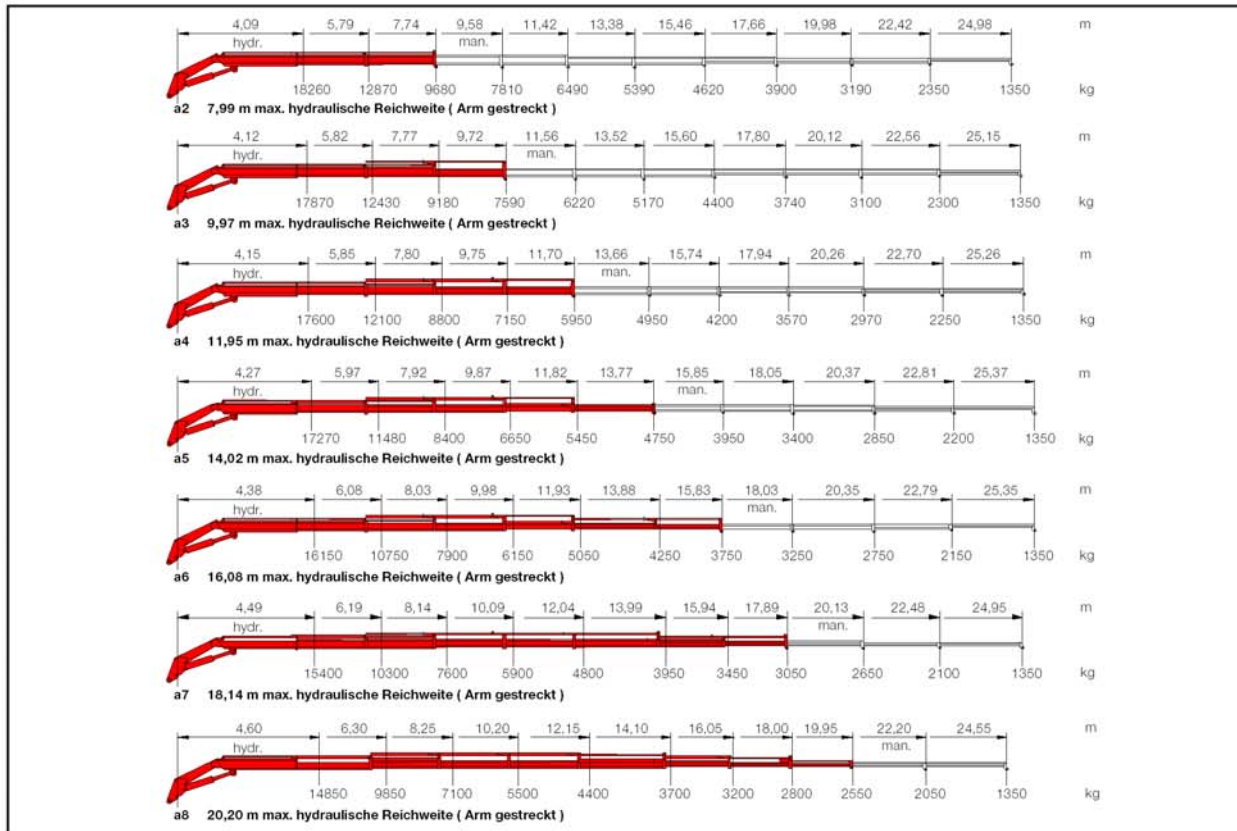 4,09 5,79 7,74 9,58 11,42 13,38 15,46 17,66 19,98 22,42 24,98 m
hydr. man.
18260 12870 9680 7810 6490 5390 4620 3900 3190 2350 1350 kg
a2 7,99 m max. hydraulische Reichweite ( Arm gestreckt )
4,12 5,82 7,77 9,72 11,56 13,52 15,60 17,80 20,12 22,56 25,15 m
hydr. man.
17870 12430 9180 7590 6220 5170 4400 3740 3100 2300 1350 kg
a3 9,97 m max. hydraulische Reichweite ( Arm gestreckt )
4,15 5,85 7,80 9,75 11,70 13,66 15,74 17,94 20,26 22,70 25,26 m
hydr. man.
17600 12100 8800 7150 5950 4950 4200 3570 2970 2250 1350 kg
a4 11,95 m max. hydraulische Reichweite ( Arm gestreckt )
4,27 5,97 7,92 9,87 11,82 13,77 15,85 18,05 20,37 22,81 25,37 m
hydr. man.
17270 11480 8400 6650 5450 4750 3950 3400 2850 2200 1350 kg
a5 14,02 m max. hydraulische Reichweite ( Arm gestreckt )
4,38 6,08 8,03 9,98 11,93 13,88 15,83 18,03 20,35 22,79 25,35 m
hydr. man.
16150 10750 7900 6150 5050 4250 3750 3250 2750 2150 1350 kg
a6 16,08 m max. hydraulische Reichweite ( Arm gestreckt )
4,49 6,19 8,14 10,09 12,04 13,99 15,94 17,89 20,13 22,48 24,95 m
hydr. man.
15400 10300 7600 5900 4800 3950 3450 3050 2650 2100 1350 kg
a7 18,14 m max. hydraulische Reichweite ( Arm gestreckt )
4,60 6,30 8,25 10,20 12,15 14,10 16,05 18,00 19,95 22,20 24,55 m
hydr. man.
14850 9850 7100 5500 4400 3700 3200 2800 2550 2050 1350 kg
a8 20,20 m max. hydraulische Reichweite ( Arm gestreckt )